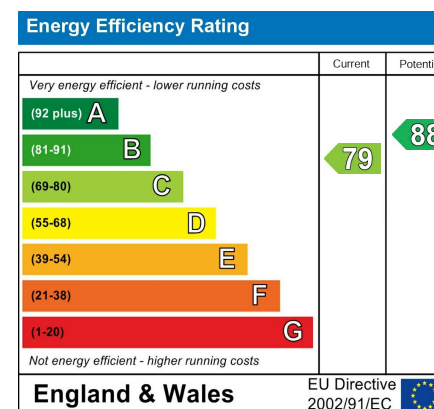 Energy Efficiency Rating
Current Potenti
Very energy efficient - lower running costs
(92 plus) A
(81-91) B
(69-80) C
(55-68) D
(39-54) E
(21-38) F
(1-20) G
79
88
Not energy efficient - higher running costs
England & Wales
EU Directive
2002/91/EC